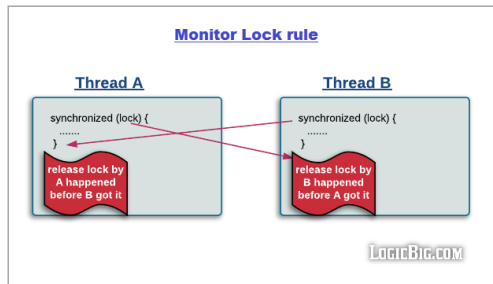 Monitor Lock rule
Thread A
synchronized (lock) {
.......
}
release lock by
A happened
before B got it
Thread B
synchronized (lock) {
.......
}
release lock by
B happened
before A got it
LOGICBIG.COM